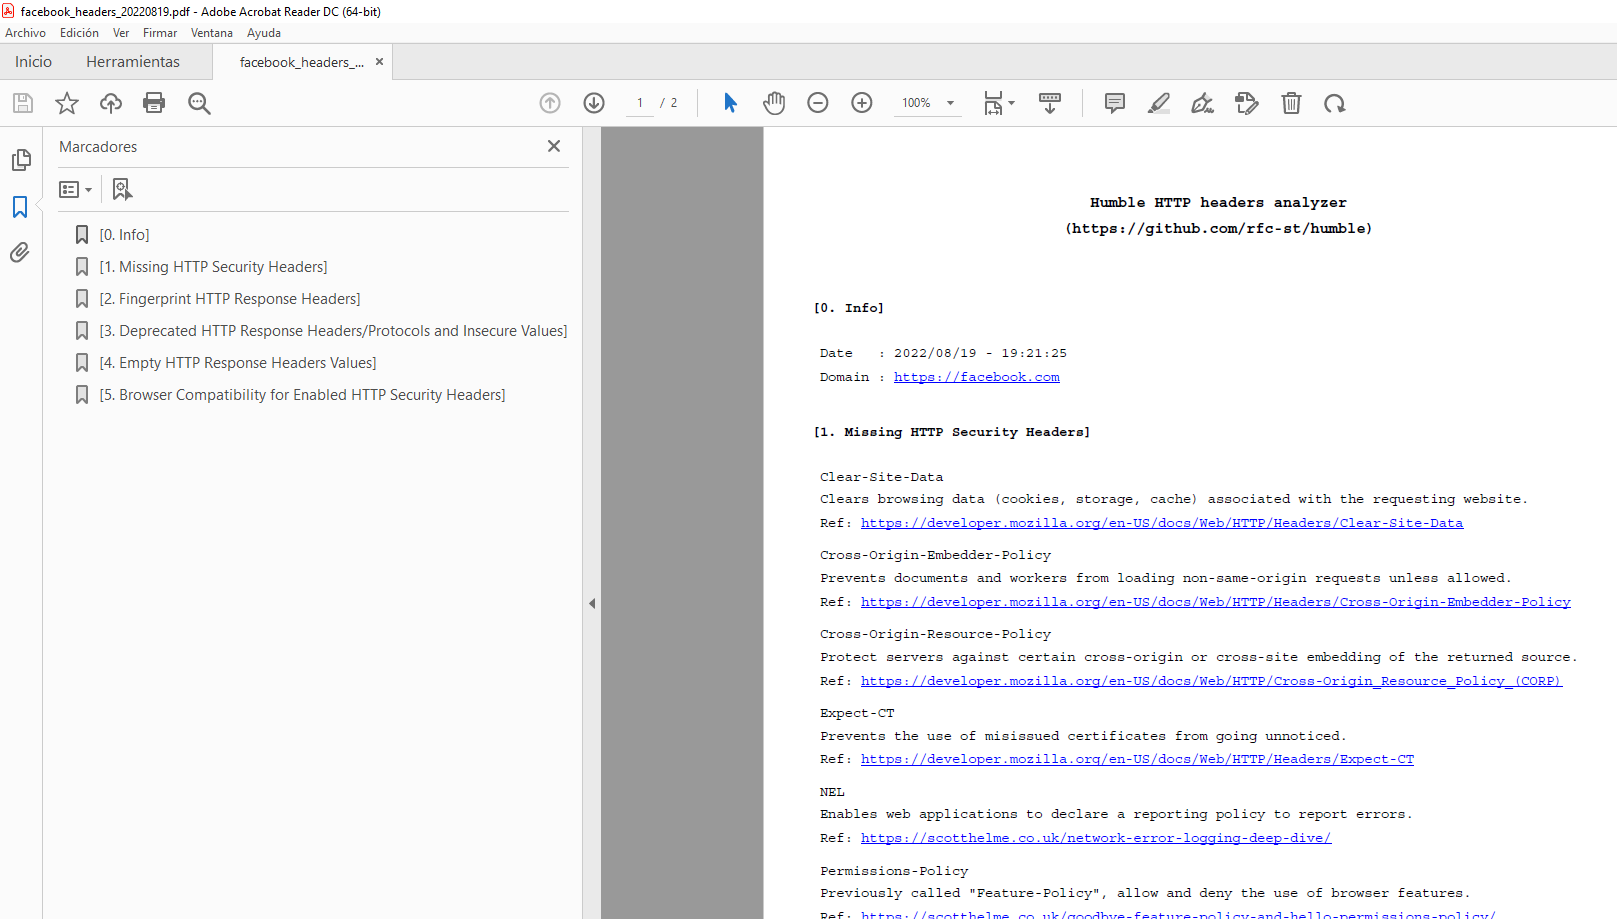 facebook_headers_20220819.pdf - Adobe Acrobat Reader DC (64-bit)
Archivo Edición Ver Firmar Ventana Ayuda
Inicio Herramientas facebook_headers_...
1 / 2 100%
Marcadores
[0. Info]
[1. Missing HTTP Security Headers]
[2. Fingerprint HTTP Response Headers]
[3. Deprecated HTTP Response Headers/Protocols and Insecure Values]
[4. Empty HTTP Response Headers Values]
[5. Browser Compatibility for Enabled HTTP Security Headers]
Humble HTTP headers analyzer
(https://github.com/rfc-st/humble)
[0. Info]
Date : 2022/08/19 - 19:21:25
Domain : https://facebook.com
[1. Missing HTTP Security Headers]
Clear-Site-Data
Clears browsing data (cookies, storage, cache) associated with the requesting website.
Ref: https://developer.mozilla.org/en-US/docs/Web/HTTP/Headers/Clear-Site-Data
Cross-Origin-Embedder-Policy
Prevents documents and workers from loading non-same-origin requests unless allowed.
Ref: https://developer.mozilla.org/en-US/docs/Web/HTTP/Headers/Cross-Origin-Embedder-Policy
Cross-Origin-Resource-Policy
Protect servers against certain cross-origin or cross-site embedding of the returned source.
Ref: https://developer.mozilla.org/en-US/docs/Web/HTTP/Cross-Origin_Resource_Policy_(CORP)
Expect-CT
Prevents the use of misissued certificates from going unnoticed.
Ref: https://developer.mozilla.org/en-US/docs/Web/HTTP/Headers/Expect-CT
NEL
Enables web applications to declare a reporting policy to report errors.
Ref: https://scotthelme.co.uk/network-error-logging-deep-dive/
Permissions-Policy
Previously called "Feature-Policy", allow and deny the use of browser features.
Ref: https://scotthelme.co.uk/goodbye-feature-policy-and-hello-permissions-policy/